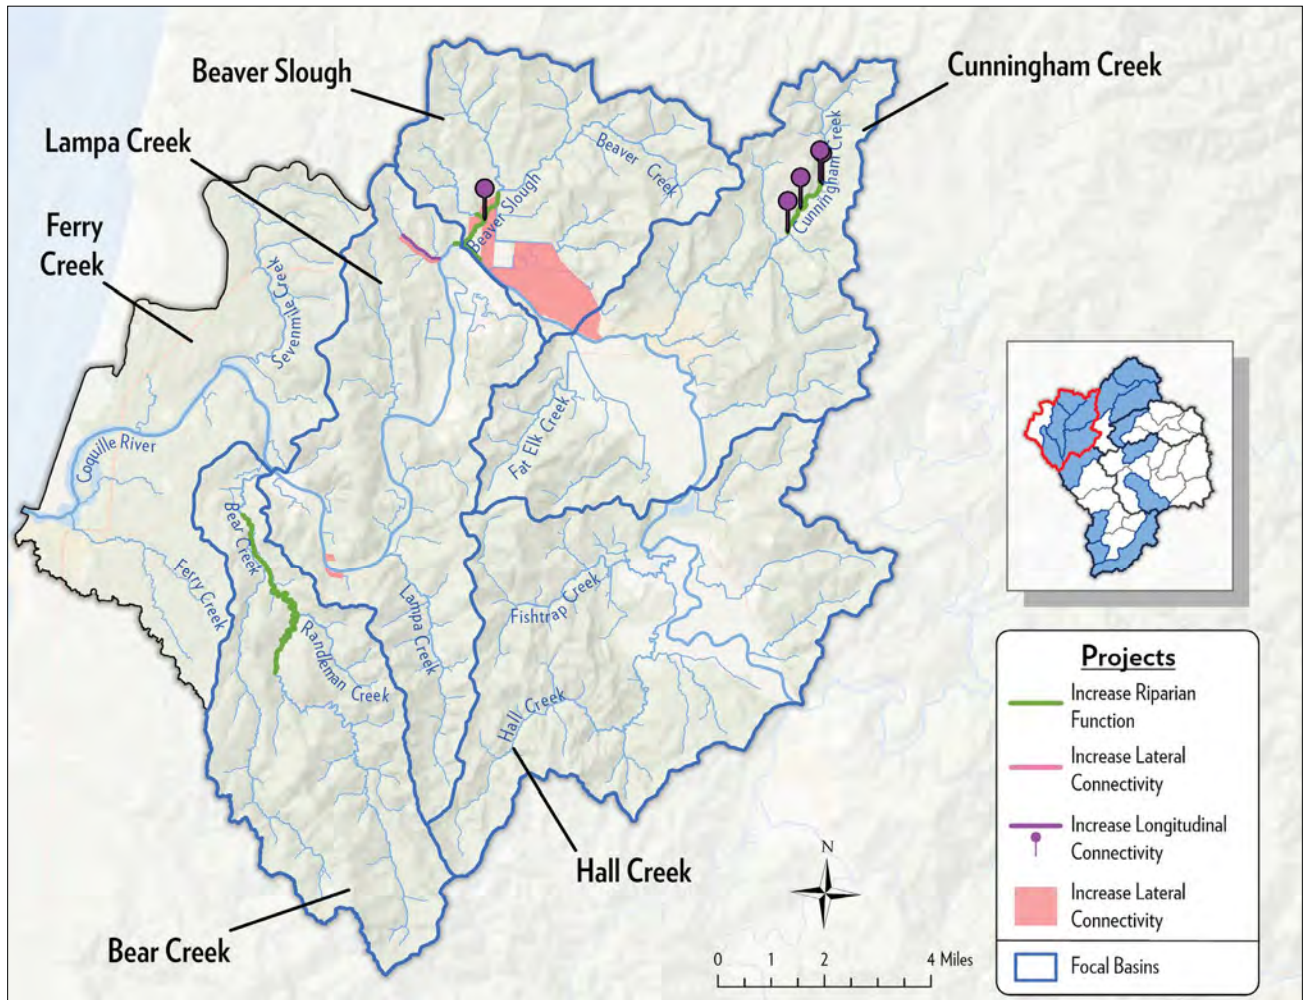 Beaver Slough
Cunningham Creek
Lampa Creek
Ferry
Creek
Beaver Creek
Cunningham Creek
Beaver Slough
Cunningham Creek
Sevenmile Creek
Coquille River
Fat Elk Creek
Bear Creek
Ferry Creek
Randleman Creek
Lampa Creek
Fishtrap Creek
Hall Creek
Hall Creek
Bear Creek
N
0 2 4 Miles
Projects
Increase Riparian
Function
Increase Lateral
Connectivity
Increase Longitudinal
Connectivity
Increase Lateral
Connectivity
Focal Basins